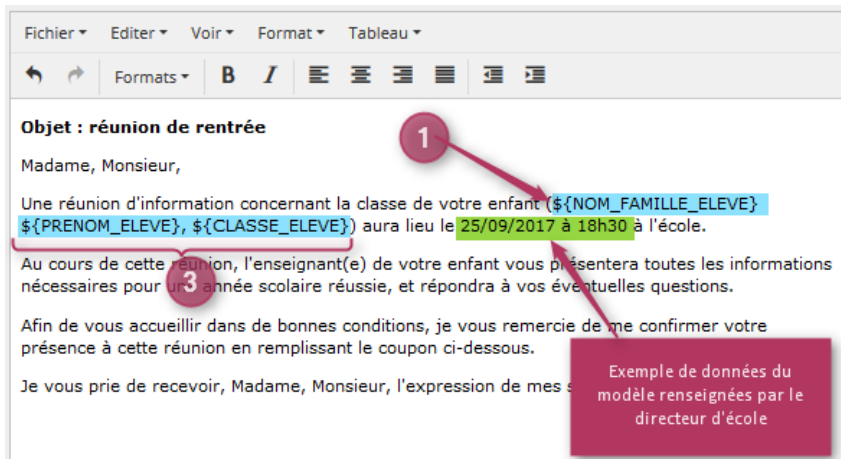 Fichier Editer Voir Format Tableau
Formats B I
Objet : réunion de rentrée
1
Madame, Monsieur,
Une réunion d'information concernant la classe de votre enfant (${NOM_FAMILLE_ELEVE}
${PRENOM_ELEVE}, ${CLASSE_ELEVE}) aura lieu le 25/09/2017 à 18h30 à l'école.
Au cours de cette réunion, l'enseignant(e) de votre enfant vous présentera toutes les informations
nécessaires pour une année scolaire réussie, et répondra à vos éventuelles questions.
3
Afin de vous accueillir dans de bonnes conditions, je vous remercie de me confirmer votre
présence à cette réunion en remplissant le coupon ci-dessous.
Je vous prie de recevoir, Madame, Monsieur, l'expression de mes
Exemple de données du
modèle renseignées par le
directeur d'école